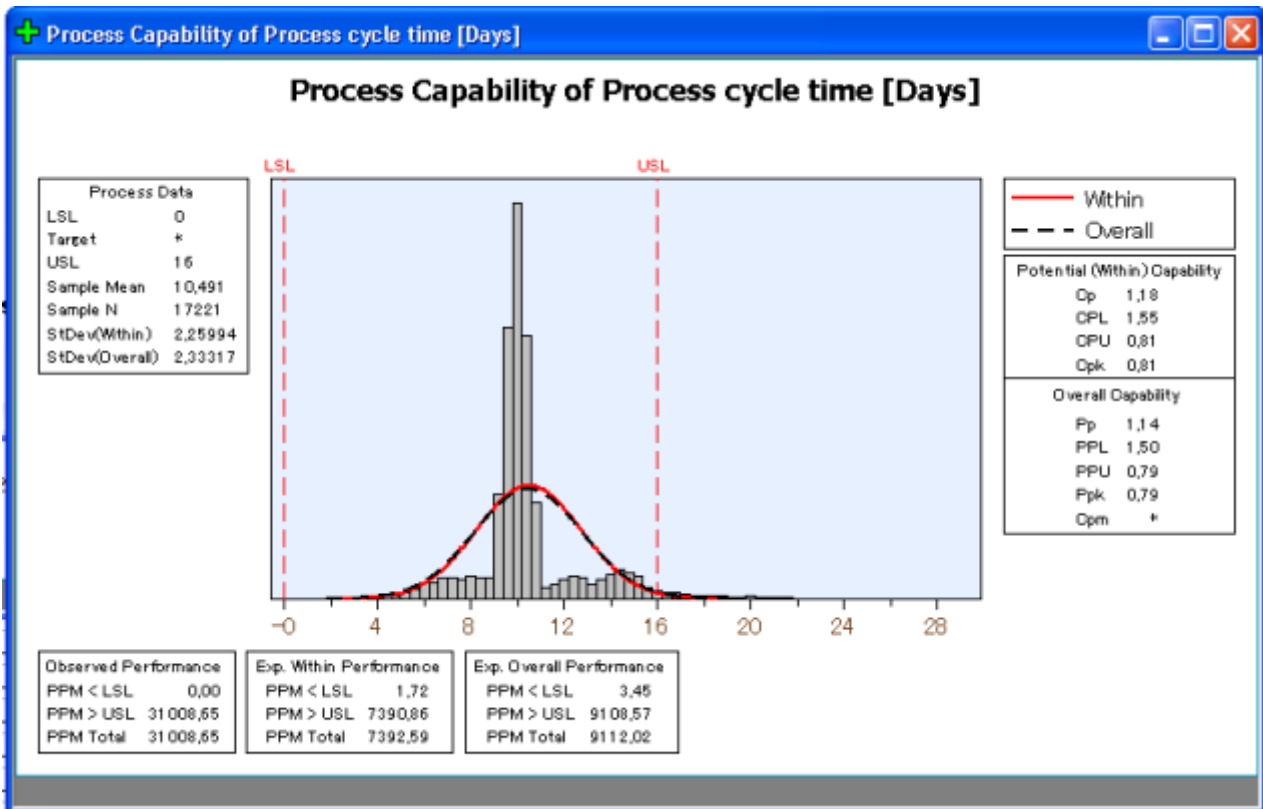 Process Capability of Process cycle time [Days]
Process Capability of Process cycle time [Days]
LSL USL
Process Data
LSL 0
Target *
USL 16
Sample Mean 10,491
Sample N 17221
StDev(Within) 2,25994
StDev(Overall) 2,33317
Within
Overall
Potential (Within) Capability
Cp 1,18
CPL 1,55
CPU 0,81
Cpk 0,81
Overall Capability
Pp 1,14
PPL 1,50
PPU 0,79
Ppk 0,79
Cpm *
-0 4 8 12 16 20 24 28
Observed Performance
PPM < LSL 0,00
PPM > USL 31008,65
PPM Total 31008,65
Exp. Within Performance
PPM < LSL 1,72
PPM > USL 7390,86
PPM Total 7392,59
Exp. Overall Performance
PPM < LSL 3,45
PPM > USL 9108,57
PPM Total 9112,02